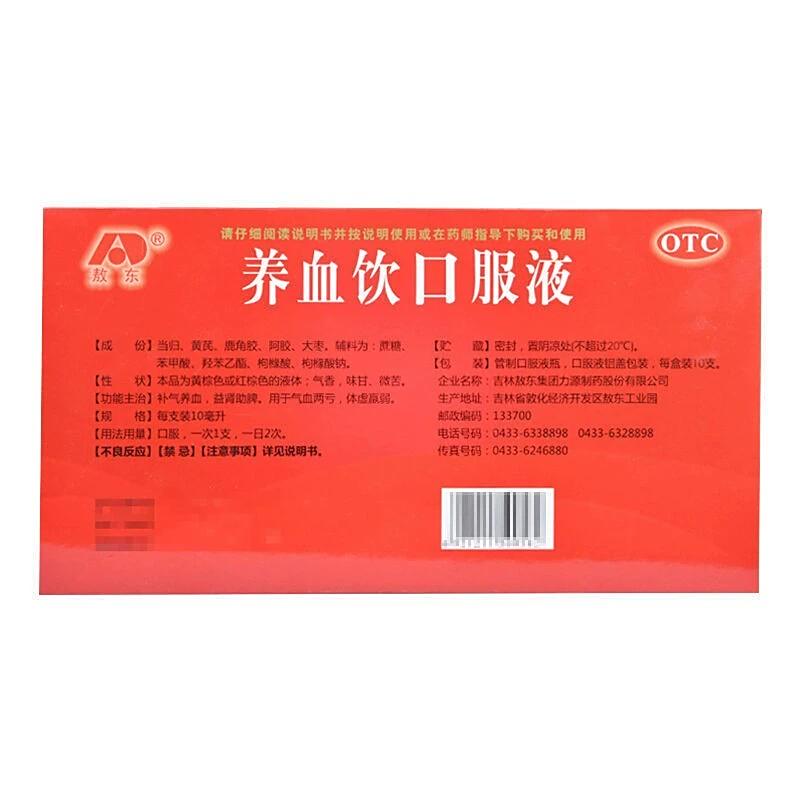 请仔细阅读说明书并按说明使用或在药师指导下购买和使用
敖东
®
OTC
养血饮口服液
【成　份】当归、黄芪、鹿角胶、阿胶、大枣。辅料为：蔗糖、
苯甲酸、羟苯乙酯、枸橼酸、枸橼酸钠。
【性　状】本品为黄棕色或红棕色的液体；气香，味甘、微苦。
【功能主治】补气养血，益肾助脾。用于气血两亏，体虚羸弱。
【规　格】每支装10毫升
【用法用量】口服，一次1支，一日2次。
【不良反应】【禁 忌】【注意事项】详见说明书。
【贮　藏】密封，置阴凉处(不超过20℃)。
【包　装】管制口服液瓶，口服液铝盖包装，每盒装10支。
企业名称：吉林敖东集团力源制药股份有限公司
生产地址：吉林省敦化经济开发区敖东工业园
邮政编码：133700
电话号码：0433-6338898　0433-6328898
传真号码：0433-6246880